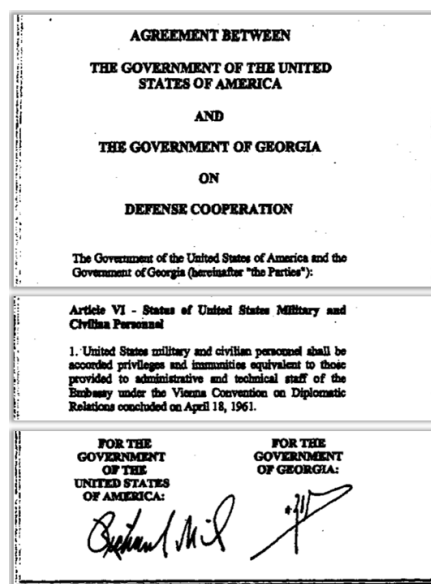 AGREEMENT BETWEEN
THE GOVERNMENT OF THE UNITED
STATES OF AMERICA
AND
THE GOVERNMENT OF GEORGIA
ON
DEFENSE COOPERATION
The Government of the United States of America and the
Government of Georgia (hereinafter "the Parties"):
Article VI - Status of United States Military and
Civilian Personnel
1. United States military and civilian personnel shall be
accorded privileges and immunities equivalent to those
provided to administrative and technical staff of the
Embassy under the Vienna Convention on Diplomatic
Relations concluded on April 18, 1961.
FOR THE
GOVERNMENT
OF THE
UNITED STATES
OF AMERICA:
FOR THE
GOVERNMENT
OF GEORGIA: